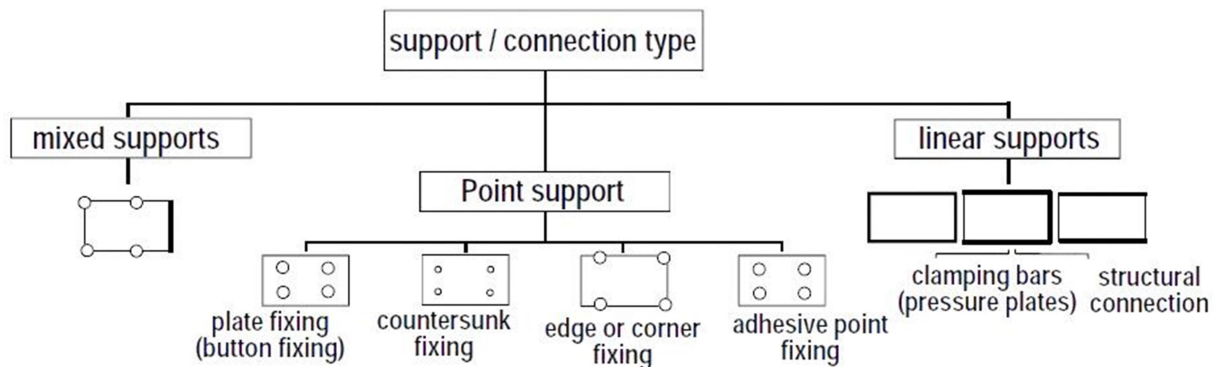 support / connection type
mixed supports
linear supports
Point support
plate fixing
(button fixing)
countersunk
fixing
edge or corner
fixing
adhesive point
fixing
clamping bars
(pressure plates)
structural
connection